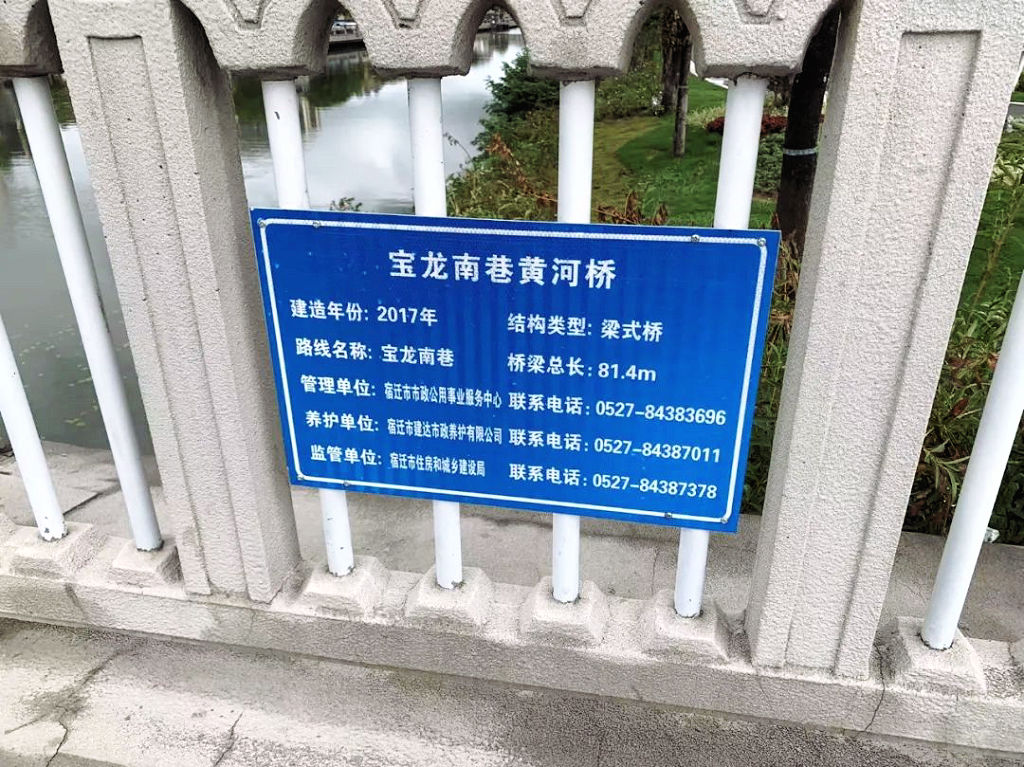 宝龙南巷黄河桥
建造年份: 2017年 结构类型: 梁式桥
路线名称: 宝龙南巷 桥梁总长: 81.4m
管理单位: 宿迁市市政公用事业服务中心 联系电话: 0527-84383696
养护单位: 宿迁市建达市政养护有限公司 联系电话: 0527-84387011
监管单位: 宿迁市住房和城乡建设局 联系电话: 0527-84387378